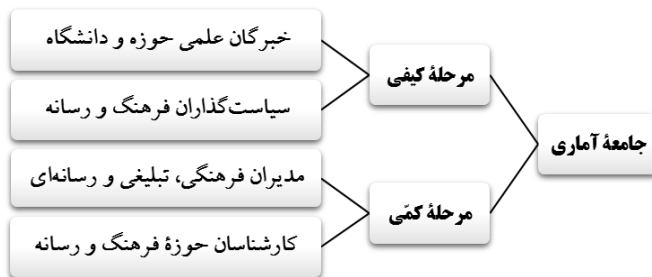 جامعهٔ آماری
مرحلهٔ کیفی
خبرگان علمی حوزه و دانشگاه
سیاست‌گذاران فرهنگ و رسانه
مرحلهٔ کمّی
مدیران فرهنگی، تبلیغی و رسانه‌ای
کارشناسان حوزهٔ فرهنگ و رسانه